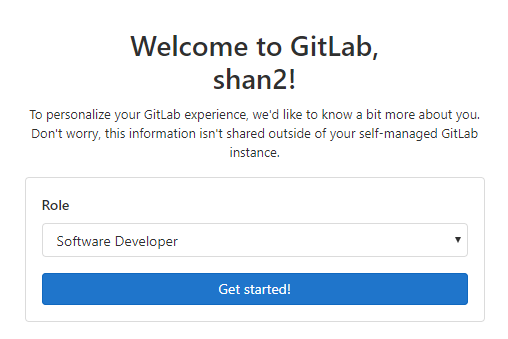 Welcome to GitLab,
shan2!
To personalize your GitLab experience, we'd like to know a bit more about you.
Don't worry, this information isn't shared outside of your self-managed GitLab
instance.
Role
Software Developer
Get started!